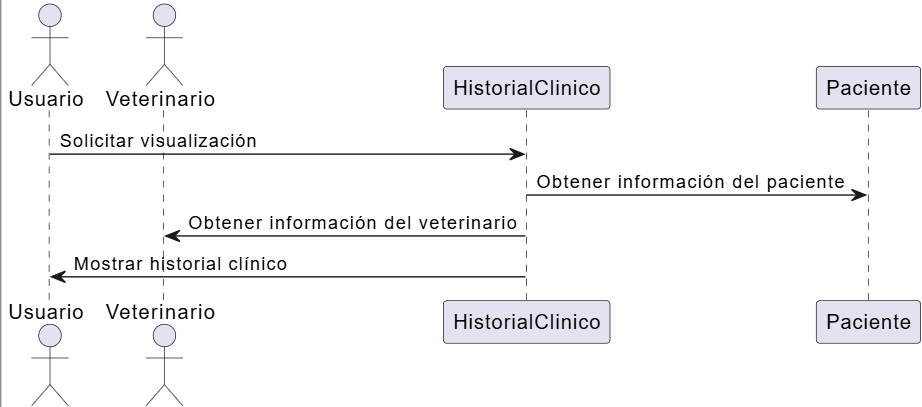 Usuario
Veterinario
HistorialClinico
Paciente
Solicitar visualización
Obtener información del paciente
Obtener información del veterinario
Mostrar historial clínico
Usuario
Veterinario
HistorialClinico
Paciente